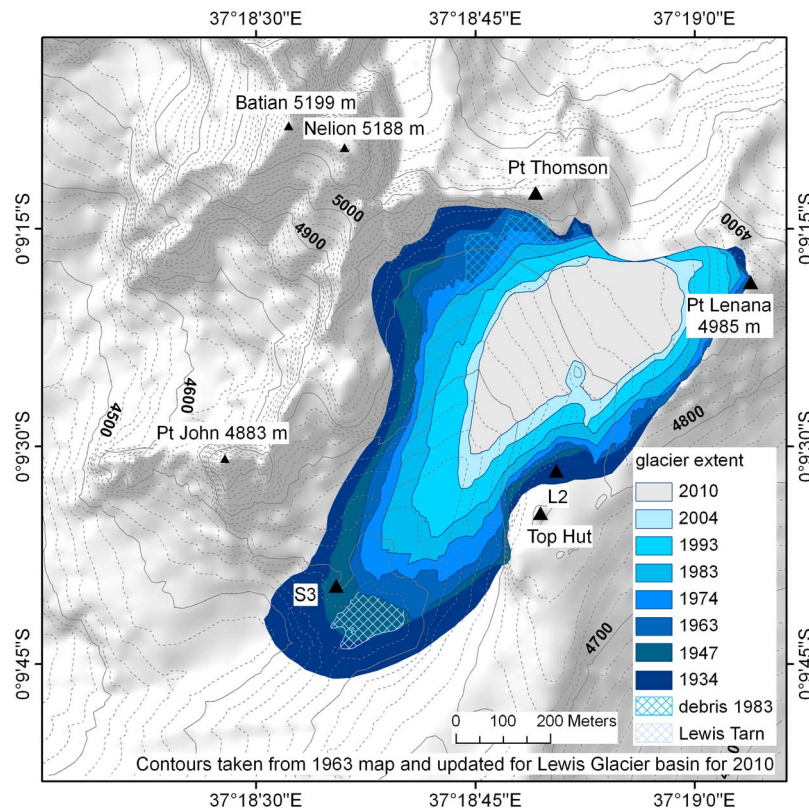 37°18'30"E
37°18'45"E
37°19'0"E
Batian 5199 m
Nelion 5188 m
Pt Thomson
0°9'15"S
0°9'15"S
5000
4900
4900
Pt Lenana
4985 m
4600
4500
Pt John 4883 m
4800
0°9'30"S
0°9'30"S
L2
Top Hut
S3
4700
glacier extent
2010
2004
1993
1983
1974
1963
1947
1934
debris 1983
Lewis Tarn
0°9'45"S
0°9'45"S
0 100 200 Meters
Contours taken from 1963 map and updated for Lewis Glacier basin for 2010
37°18'30"E
37°18'45"E
37°19'0"E